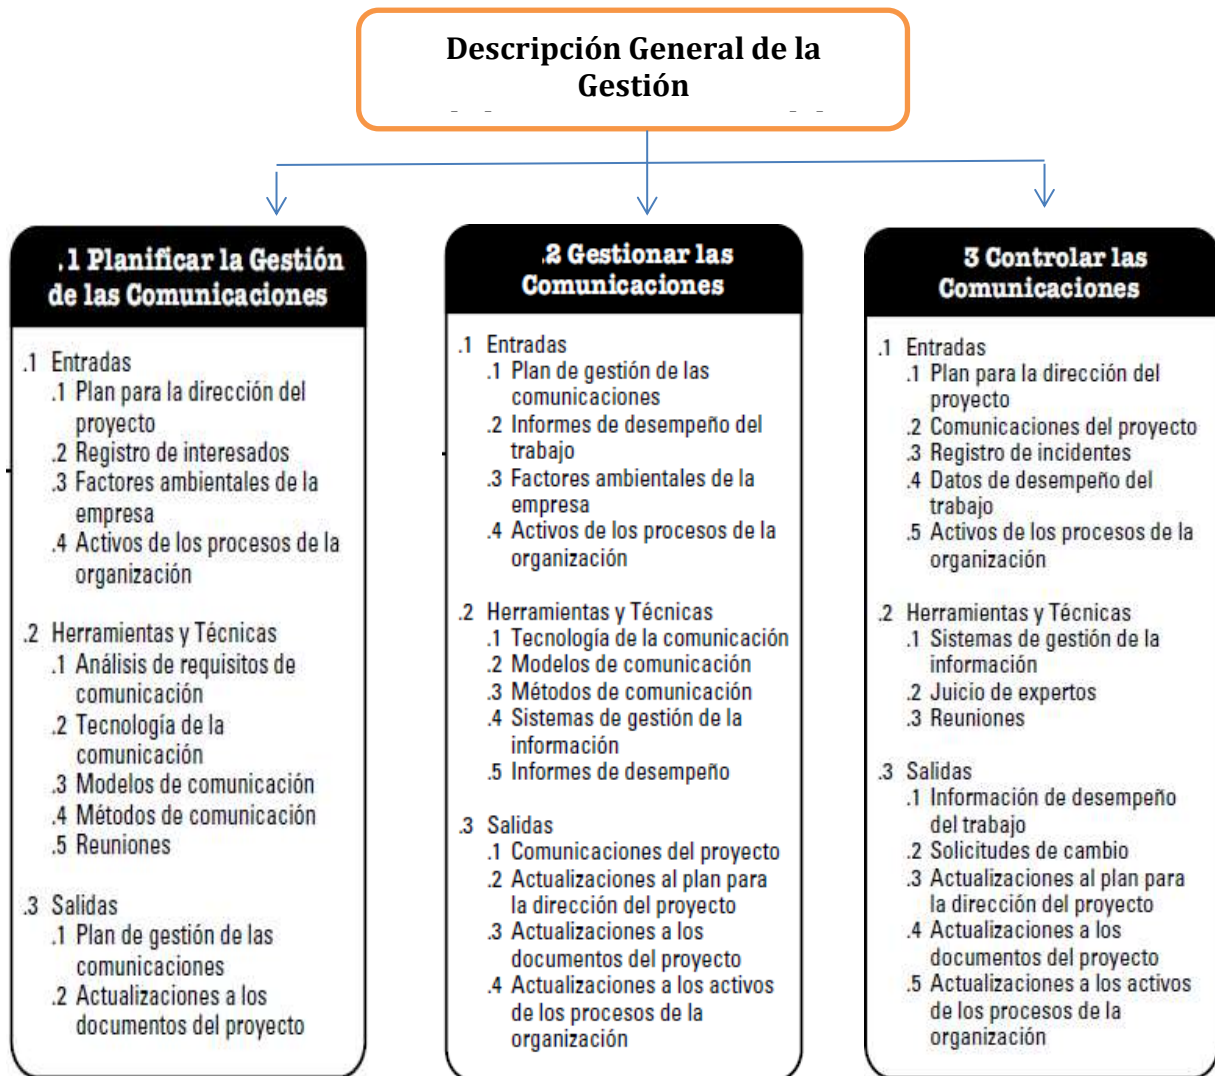 Descripción General de la
Gestión
.1 Planificar la Gestión
de las Comunicaciones
.1 Entradas
.1 Plan para la dirección del
proyecto
.2 Registro de interesados
.3 Factores ambientales de la
empresa
.4 Activos de los procesos de la
organización
.2 Herramientas y Técnicas
.1 Análisis de requisitos de
comunicación
.2 Tecnología de la
comunicación
.3 Modelos de comunicación
.4 Métodos de comunicación
.5 Reuniones
.3 Salidas
.1 Plan de gestión de las
comunicaciones
.2 Actualizaciones a los
documentos del proyecto
.2 Gestionar las
Comunicaciones
.1 Entradas
.1 Plan de gestión de las
comunicaciones
.2 Informes de desempeño del
trabajo
.3 Factores ambientales de la
empresa
.4 Activos de los procesos de la
organización
.2 Herramientas y Técnicas
.1 Tecnología de la comunicación
.2 Modelos de comunicación
.3 Métodos de comunicación
.4 Sistemas de gestión de la
información
.5 Informes de desempeño
.3 Salidas
.1 Comunicaciones del proyecto
.2 Actualizaciones al plan para
la dirección del proyecto
.3 Actualizaciones a los
documentos del proyecto
.4 Actualizaciones a los activos
de los procesos de la
organización
3 Controlar las
Comunicaciones
.1 Entradas
.1 Plan para la dirección del
proyecto
.2 Comunicaciones del proyecto
.3 Registro de incidentes
.4 Datos de desempeño del
trabajo
.5 Activos de los procesos de la
organización
.2 Herramientas y Técnicas
.1 Sistemas de gestión de la
información
.2 Juicio de expertos
.3 Reuniones
.3 Salidas
.1 Información de desempeño
del trabajo
.2 Solicitudes de cambio
.3 Actualizaciones al plan para
la dirección del proyecto
.4 Actualizaciones a los
documentos del proyecto
.5 Actualizaciones a los activos
de los procesos de la
organización